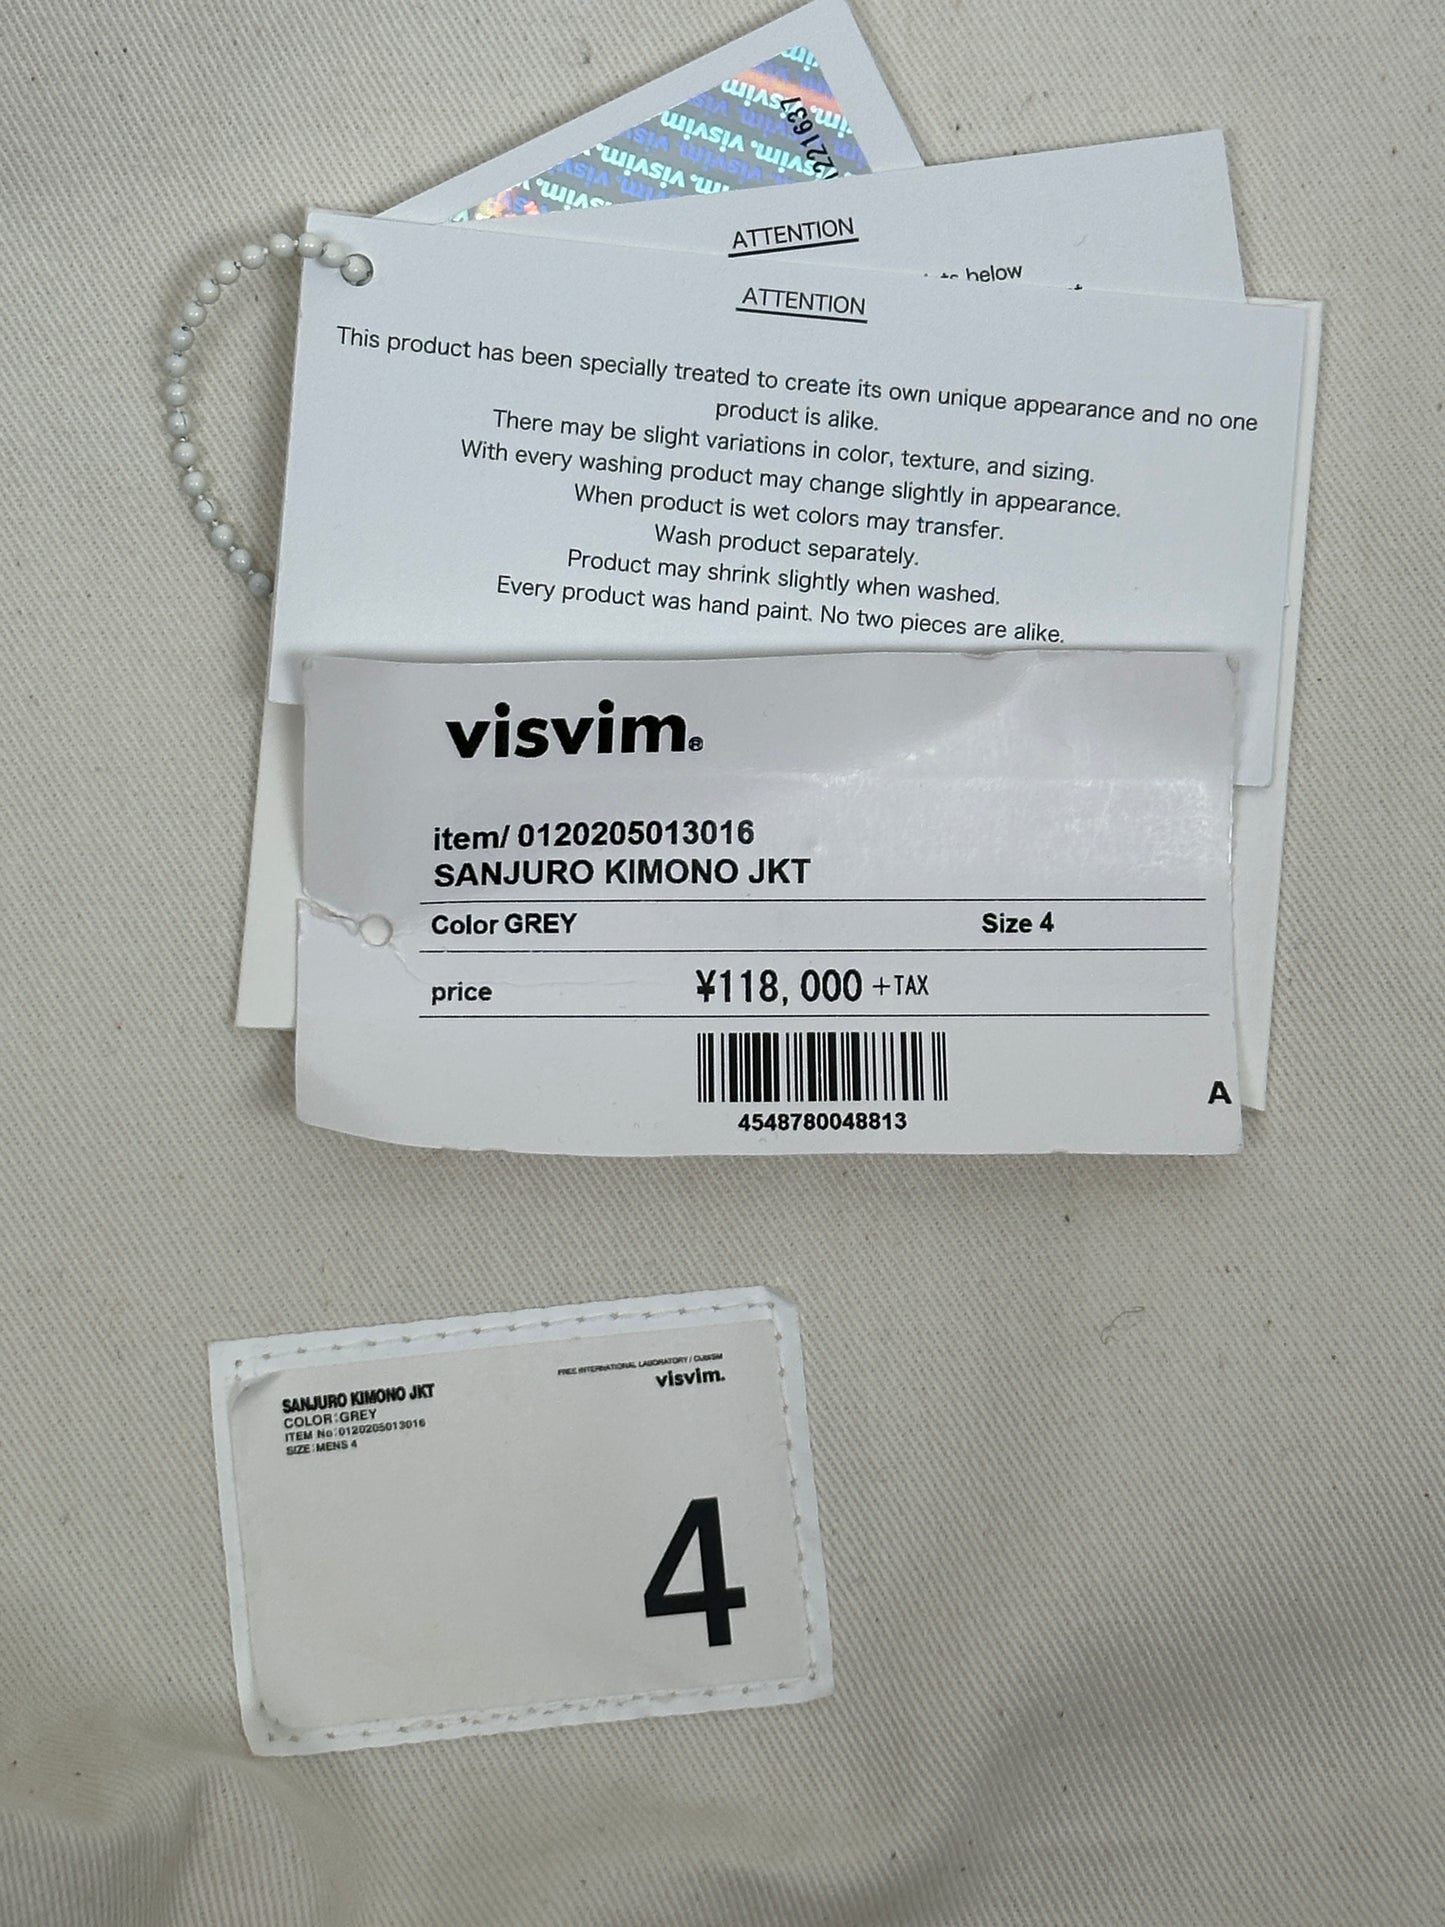 visvim. visvim.
221637
ATTENTION
below
ATTENTION
This product has been specially treated to create its own unique appearance and no one
product is alike.
There may be slight variations in color, texture, and sizing.
With every washing product may change slightly in appearance.
When product is wet colors may transfer.
Wash product separately.
Product may shrink slightly when washed.
Every product was hand paint. No two pieces are alike.
visvim.®
item/ 0120205013016
SANJURO KIMONO JKT
Color GREY Size 4
price ¥118, 000 +TAX
4548780048813
A
FREE INTERNATIONAL LABORATORY / CUBISM
visvim.
SANJURO KIMONO JKT
COLOR:GREY
ITEM No:0120205013016
SIZE:MENS 4
4